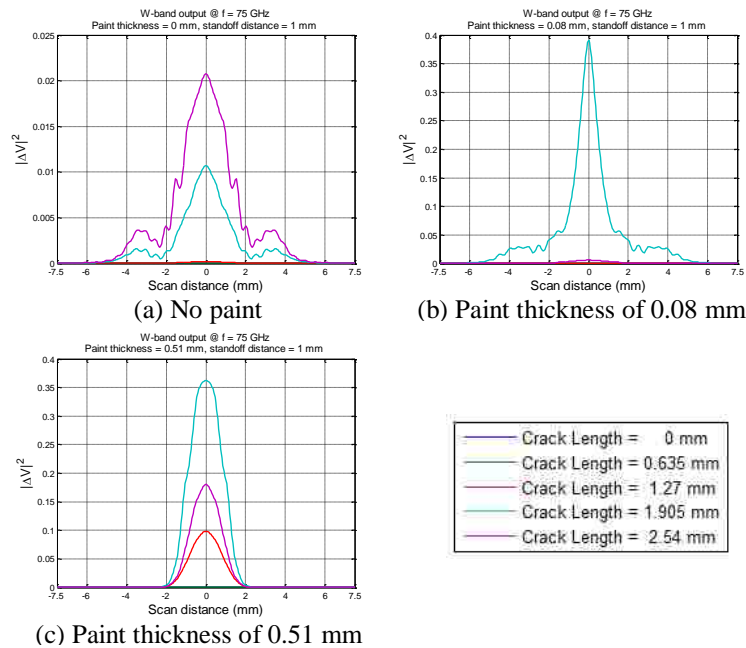 W-band output @ f = 75 GHz
Paint thickness = 0 mm, standoff distance = 1 mm
0.025
0.02
0.015
0.01
0.005
0
|ΔV|²
-7.5 -6 -4 -2 0 2 4 6 7.5
Scan distance (mm)
(a) No paint
W-band output @ f = 75 GHz
Paint thickness = 0.08 mm, standoff distance = 1 mm
0.4
0.35
0.3
0.25
0.2
0.15
0.1
0.05
0
|ΔV|²
-7.5 -6 -4 -2 0 2 4 6 7.5
Scan distance (mm)
(b) Paint thickness of 0.08 mm
W-band output @ f = 75 GHz
Paint thickness = 0.51 mm, standoff distance = 1 mm
0.4
0.35
0.3
0.25
0.2
0.15
0.1
0.05
0
|ΔV|²
-7.5 -6 -4 -2 0 2 4 6 7.5
Scan distance (mm)
(c) Paint thickness of 0.51 mm
Crack Length = 0 mm
Crack Length = 0.635 mm
Crack Length = 1.27 mm
Crack Length = 1.905 mm
Crack Length = 2.54 mm